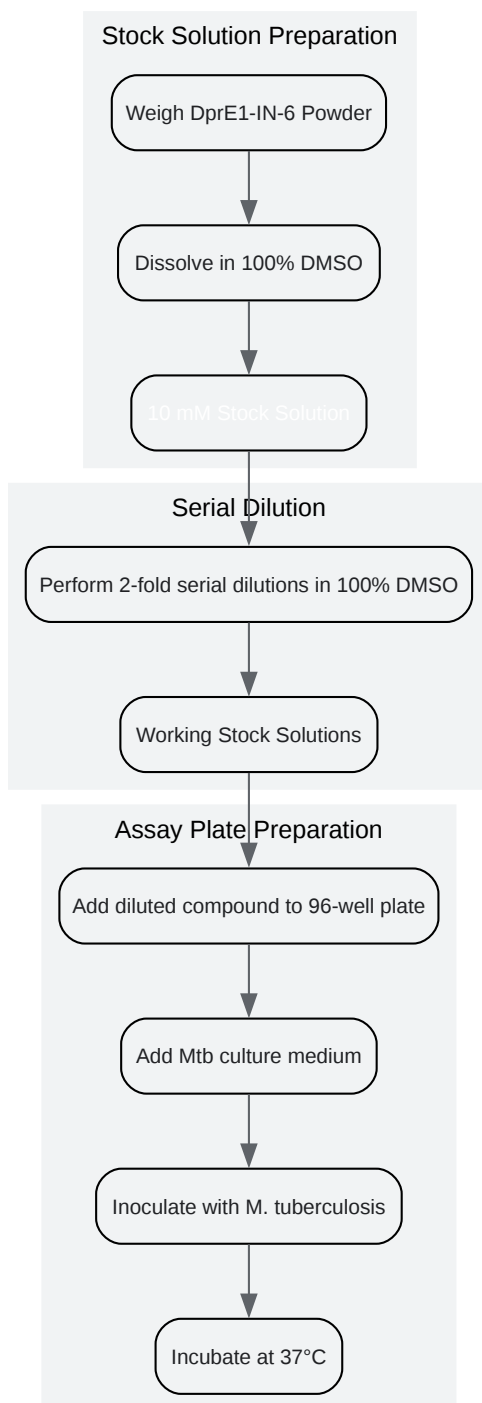 Stock Solution Preparation
Weigh DprE1-IN-6 Powder
Dissolve in 100% DMSO
10 mM Stock Solution
Serial Dilution
Perform 2-fold serial dilutions in 100% DMSO
Working Stock Solutions
Assay Plate Preparation
Add diluted compound to 96-well plate
Add Mtb culture medium
Inoculate with M. tuberculosis
Incubate at 37°C